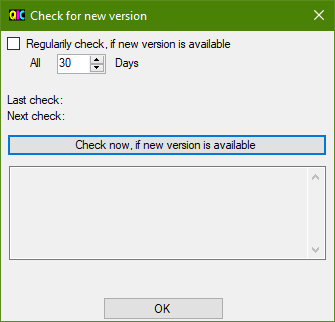 QIC Check for new version
Regularily check, if new version is available
All 30 Days
Last check:
Next check:
Check now, if new version is available
OK